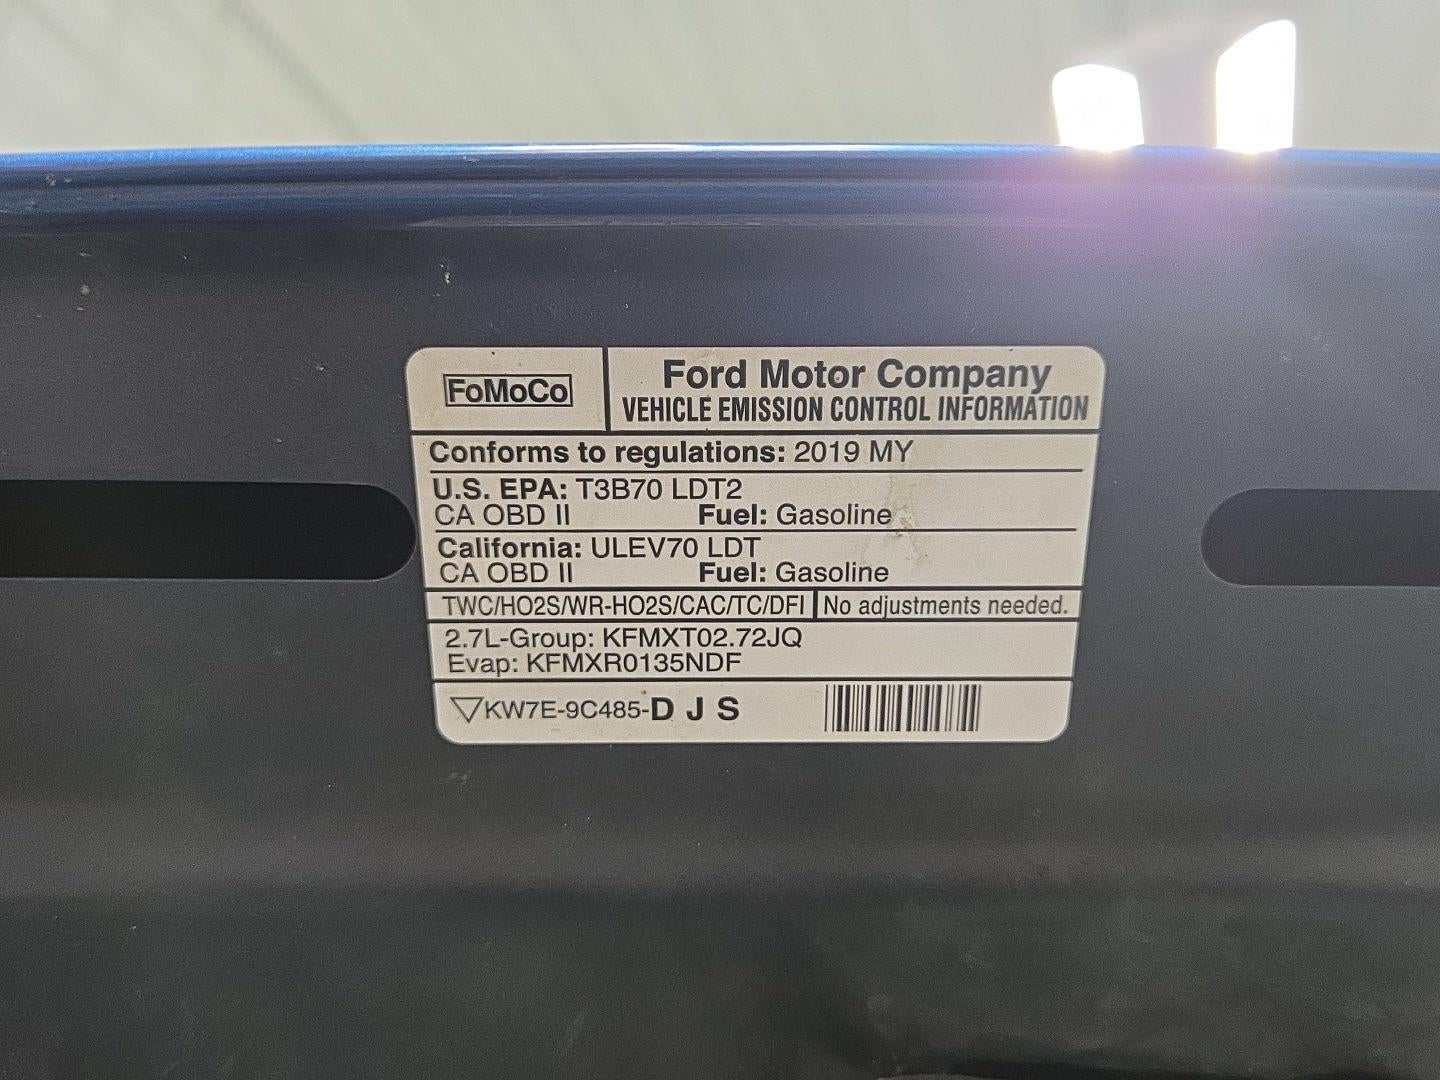 FoMoCo
Ford Motor Company
VEHICLE EMISSION CONTROL INFORMATION
Conforms to regulations: 2019 MY
U.S. EPA: T3B70 LDT2
CA OBD II Fuel: Gasoline
California: ULEV70 LDT
CA OBD II Fuel: Gasoline
TWC/HO2S/WR-HO2S/CAC/TC/DFI No adjustments needed.
2.7L-Group: KFMXT02.72JQ
Evap: KFMXR0135NDF
KW7E-9C485-D J S